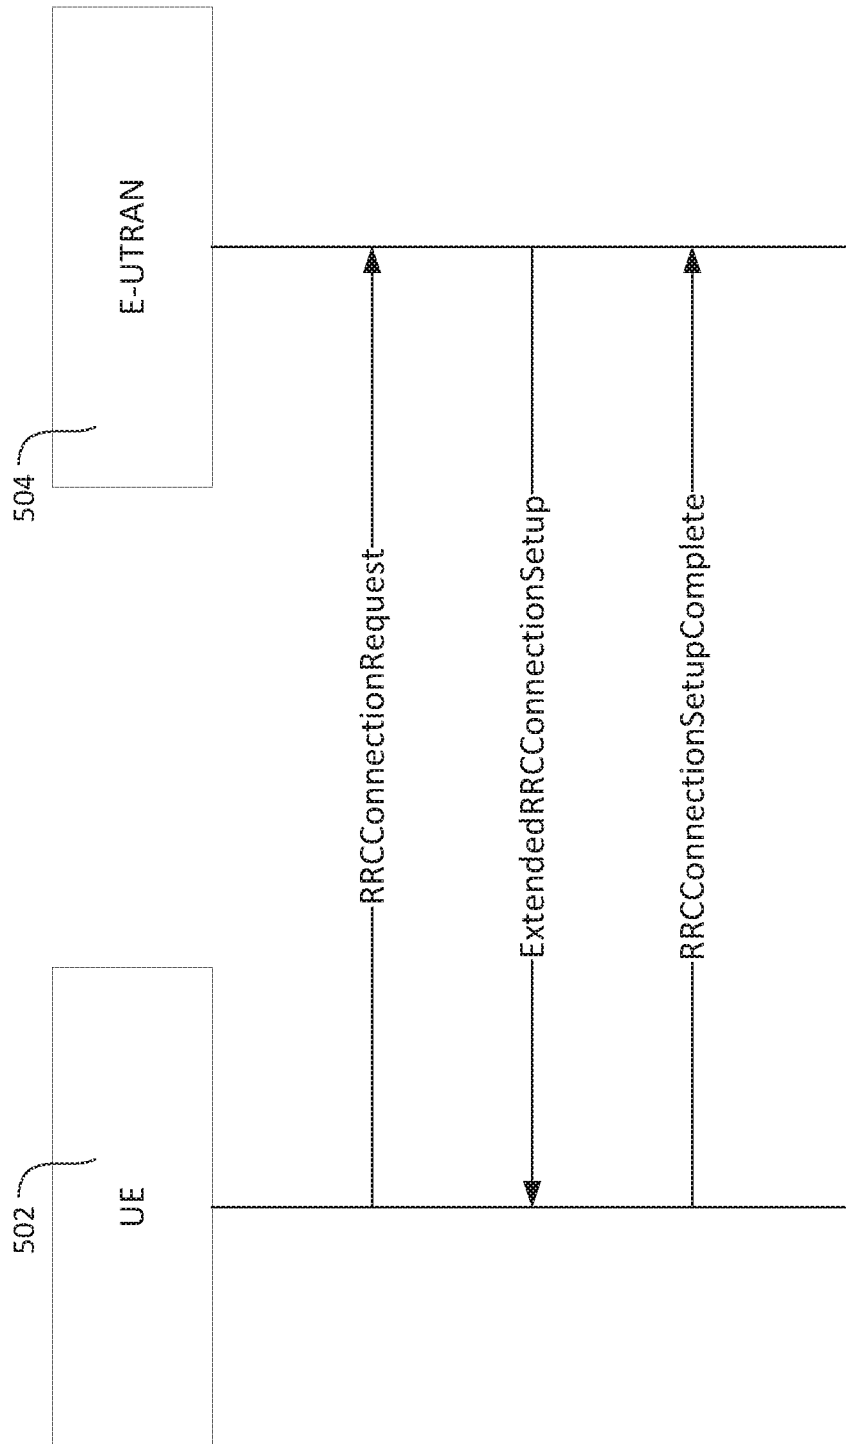 502
UE
504
E-UTRAN
RRCConnectionRequest
ExtendedRRCConnectionSetup
RRCConnectionSetupComplete